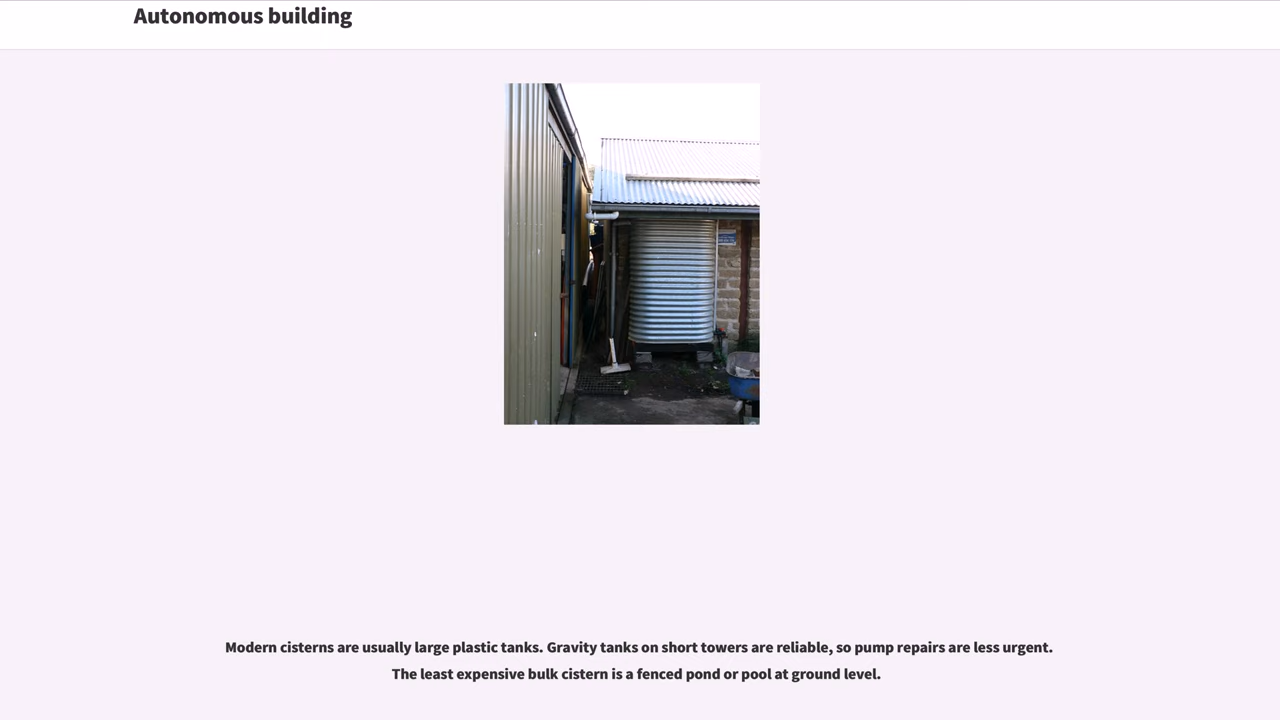 Autonomous building
Modern cisterns are usually large plastic tanks. Gravity tanks on short towers are reliable, so pump repairs are less urgent.
The least expensive bulk cistern is a fenced pond or pool at ground level.